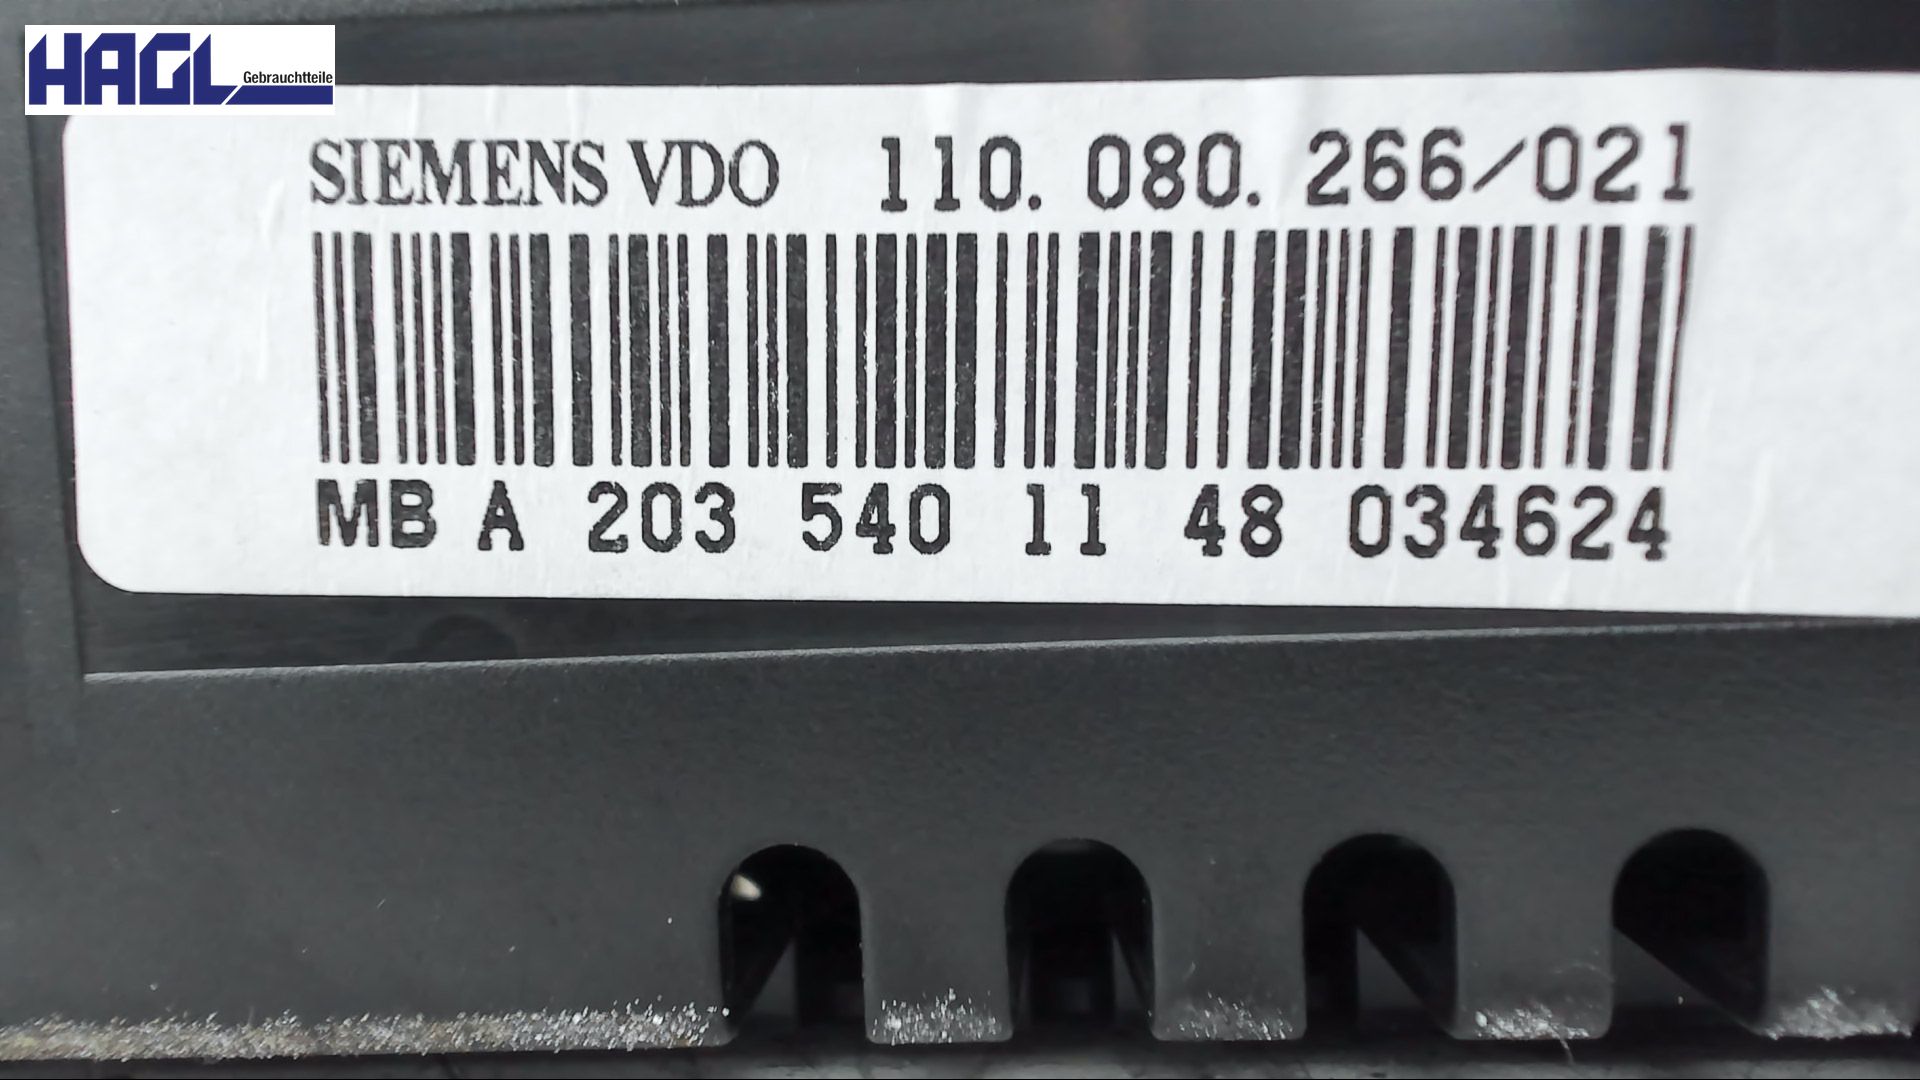 HAGL
Gebrauchtteile
SIEMENS VDO 110. 080. 266/021
MB A 203 540 11 48 034624